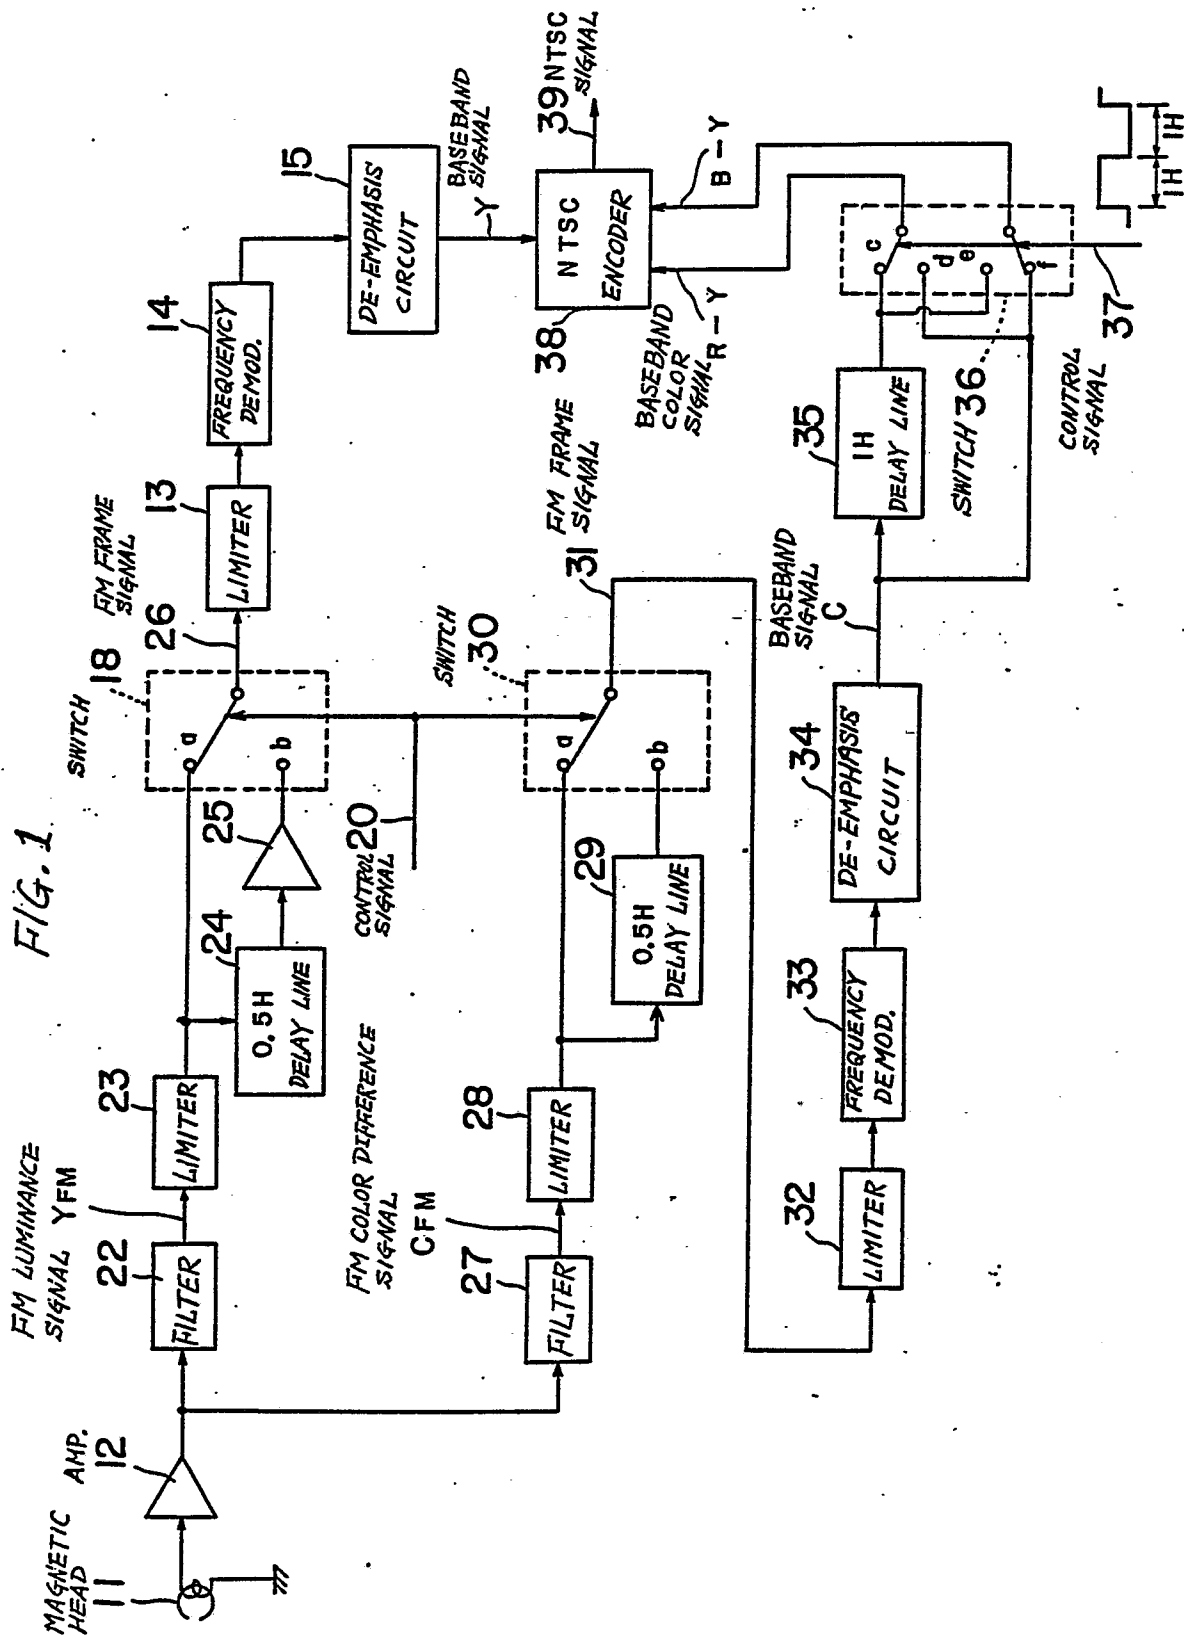 FIG. 1
MAGNETIC
HEAD
11
AMP.
12
FM LUMINANCE
SIGNAL YFM
22
FILTER
23
LIMITER
24
0.5H
DELAY LINE
25
SWITCH
18
a
b
26
FM FRAME
SIGNAL
13
LIMITER
14
FREQUENCY
DEMOD.
15
DE-EMPHASIS
CIRCUIT
BASEBAND
SIGNAL
Y
CONTROL
SIGNAL
20
FM COLOR DIFFERENCE
SIGNAL
CFM
27
FILTER
28
LIMITER
29
0.5H
DELAY LINE
SWITCH
30
a
b
31
FM FRAME
SIGNAL
38
NTSC
ENCODER
39
NTSC
SIGNAL
BASEBAND
COLOR
SIGNAL
R-Y
B-Y
32
LIMITER
33
FREQUENCY
DEMOD.
34
DE-EMPHASIS
CIRCUIT
BASEBAND
SIGNAL
C
35
1H
DELAY LINE
SWITCH 36
c
d
e
f
37
CONTROL
SIGNAL
1H
1H